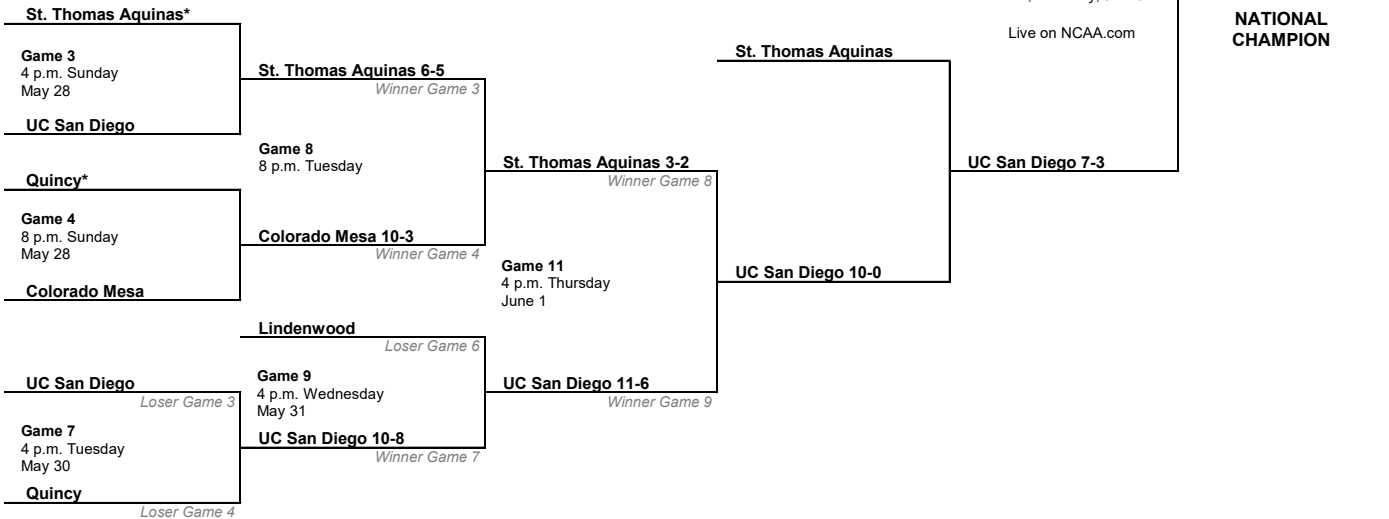 St. Thomas Aquinas*
Game 3
4 p.m. Sunday
May 28
UC San Diego
Quincy*
Game 4
8 p.m. Sunday
May 28
Colorado Mesa
UC San Diego
Loser Game 3
Game 7
4 p.m. Tuesday
May 30
Quincy
Loser Game 4
St. Thomas Aquinas 6-5
Winner Game 3
Game 8
8 p.m. Tuesday
Colorado Mesa 10-3
Winner Game 4
Lindenwood
Loser Game 6
Game 9
4 p.m. Wednesday
May 31
UC San Diego 10-8
Winner Game 7
St. Thomas Aquinas 3-2
Winner Game 8
Game 11
4 p.m. Thursday
June 1
UC San Diego 11-6
Winner Game 9
St. Thomas Aquinas
UC San Diego 10-0
Live on NCAA.com
UC San Diego 7-3
NATIONAL
CHAMPION